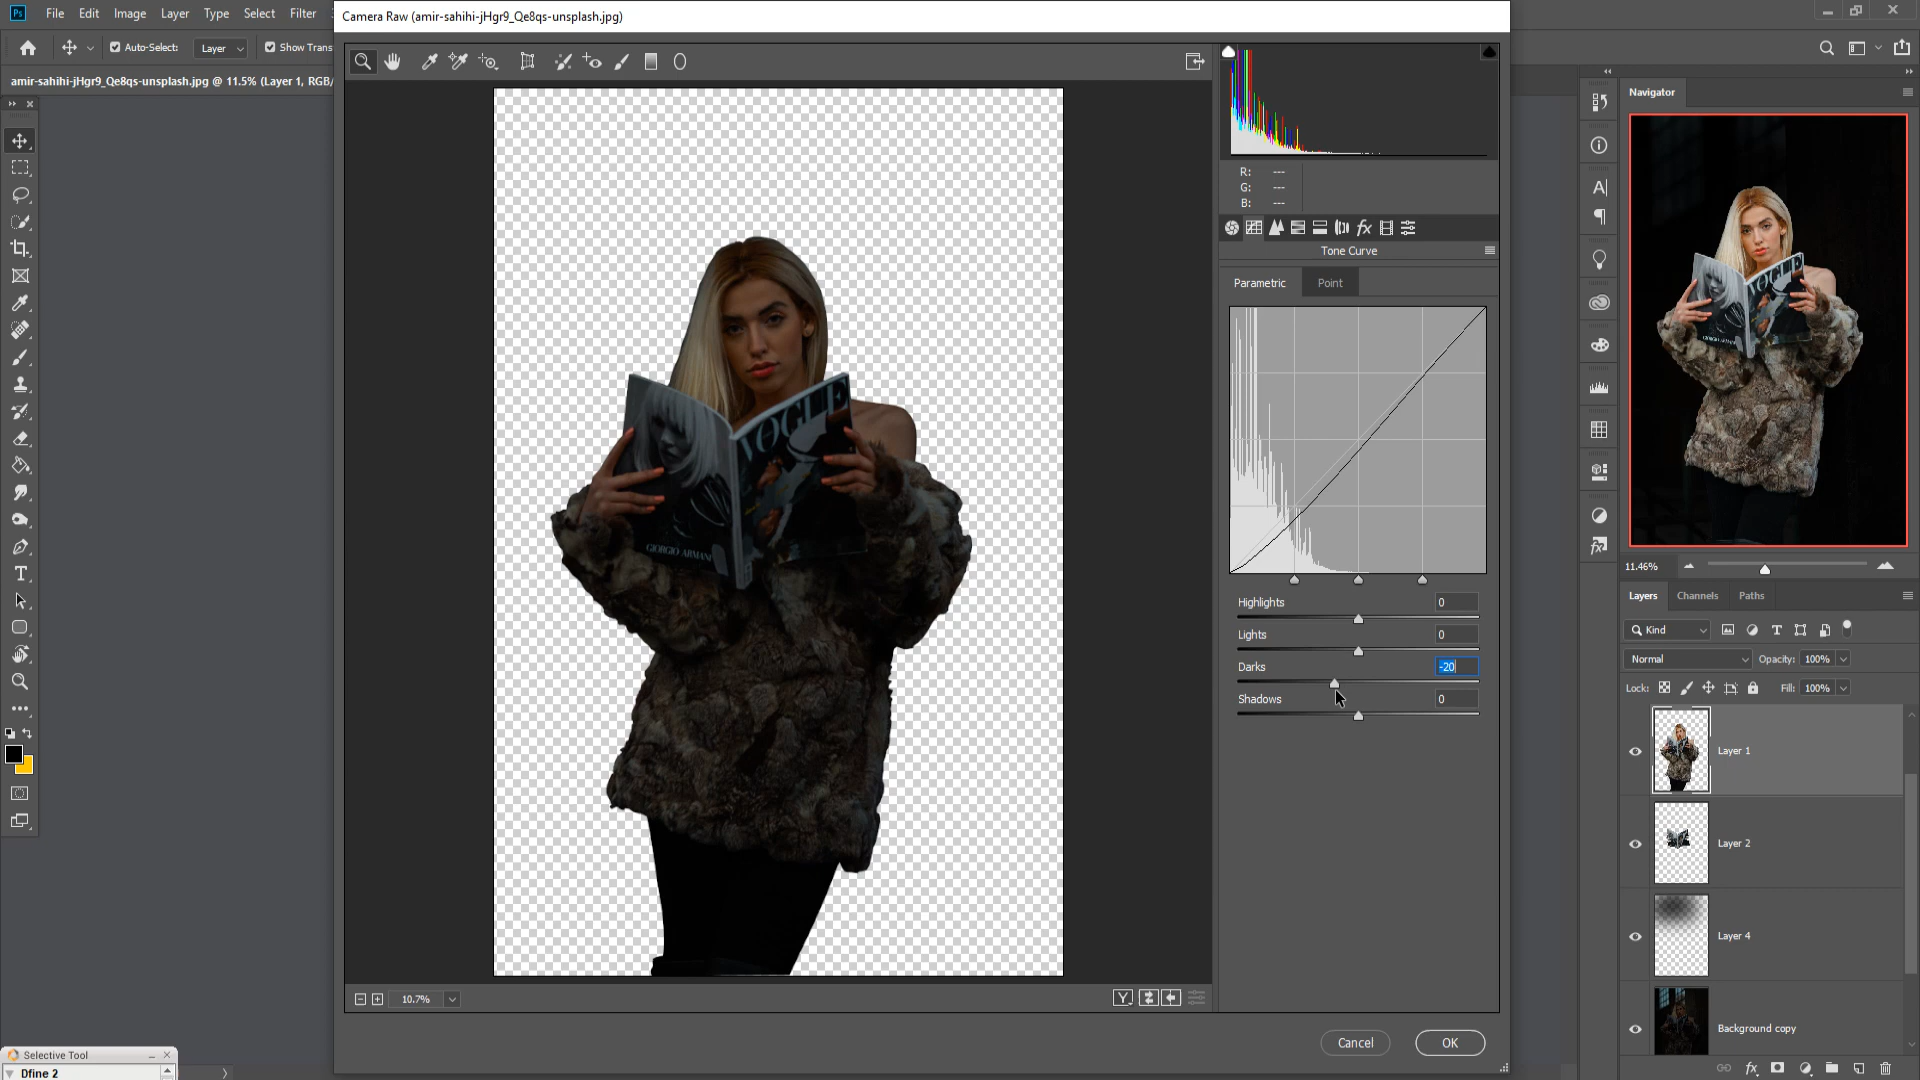 Ps File Edit Image Layer Type Select Filter
Camera Raw (amir-sahihi-jHgr9_Qe8qs-unsplash.jpg)
Auto-Select: Layer Show Trans
amir-sahihi-jHgr9_Qe8qs-unsplash.jpg @ 11.5% (Layer 1, RGB/
Navigator
R: ---
G: ---
B: ---
Tone Curve
Parametric Point
VOGUE
GIORGIO ARMANI
Highlights 0
Lights 0
Darks -20
Shadows 0
11.46%
Layers Channels Paths
Kind
Normal Opacity: 100%
Lock: Fill: 100%
Layer 1
Layer 2
Layer 4
Background copy
10.7%
Cancel OK
Selective Tool
Dfine 2